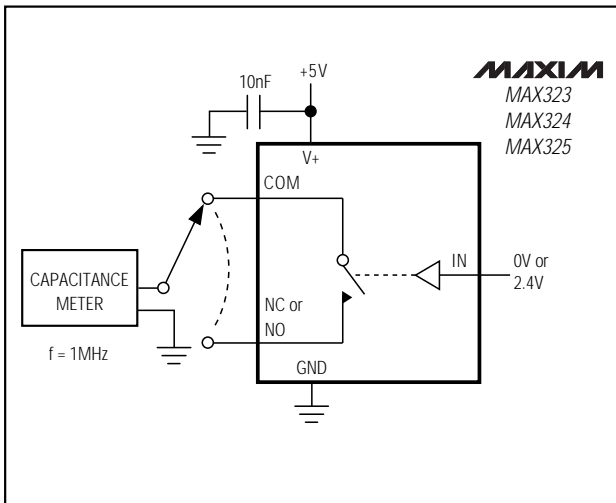 10nF
+5V
MAXIM
MAX323
MAX324
MAX325
V+
COM
IN
0V or
2.4V
CAPACITANCE
METER
NC or
NO
f = 1MHz
GND